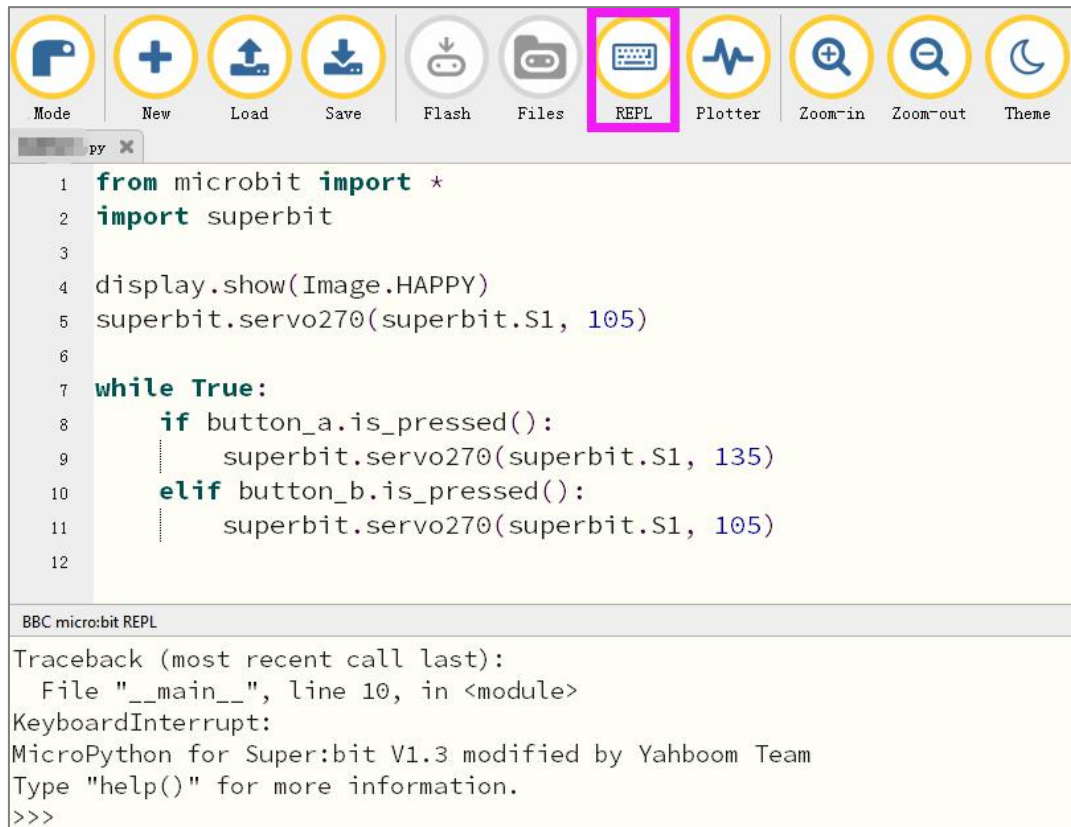 Mode New Load Save Flash Files REPL Plotter Zoom-in Zoom-out Theme
py
1 from microbit import *
2 import superbit
3
4 display.show(Image.HAPPY)
5 superbit.servo270(superbit.S1, 105)
6
7 while True:
8     if button_a.is_pressed():
9         superbit.servo270(superbit.S1, 135)
10     elif button_b.is_pressed():
11         superbit.servo270(superbit.S1, 105)
12
BBC micro:bit REPL
Traceback (most recent call last):
  File "__main__", line 10, in <module>
KeyboardInterrupt:
MicroPython for Super:bit V1.3 modified by Yahboom Team
Type "help()" for more information.
>>>